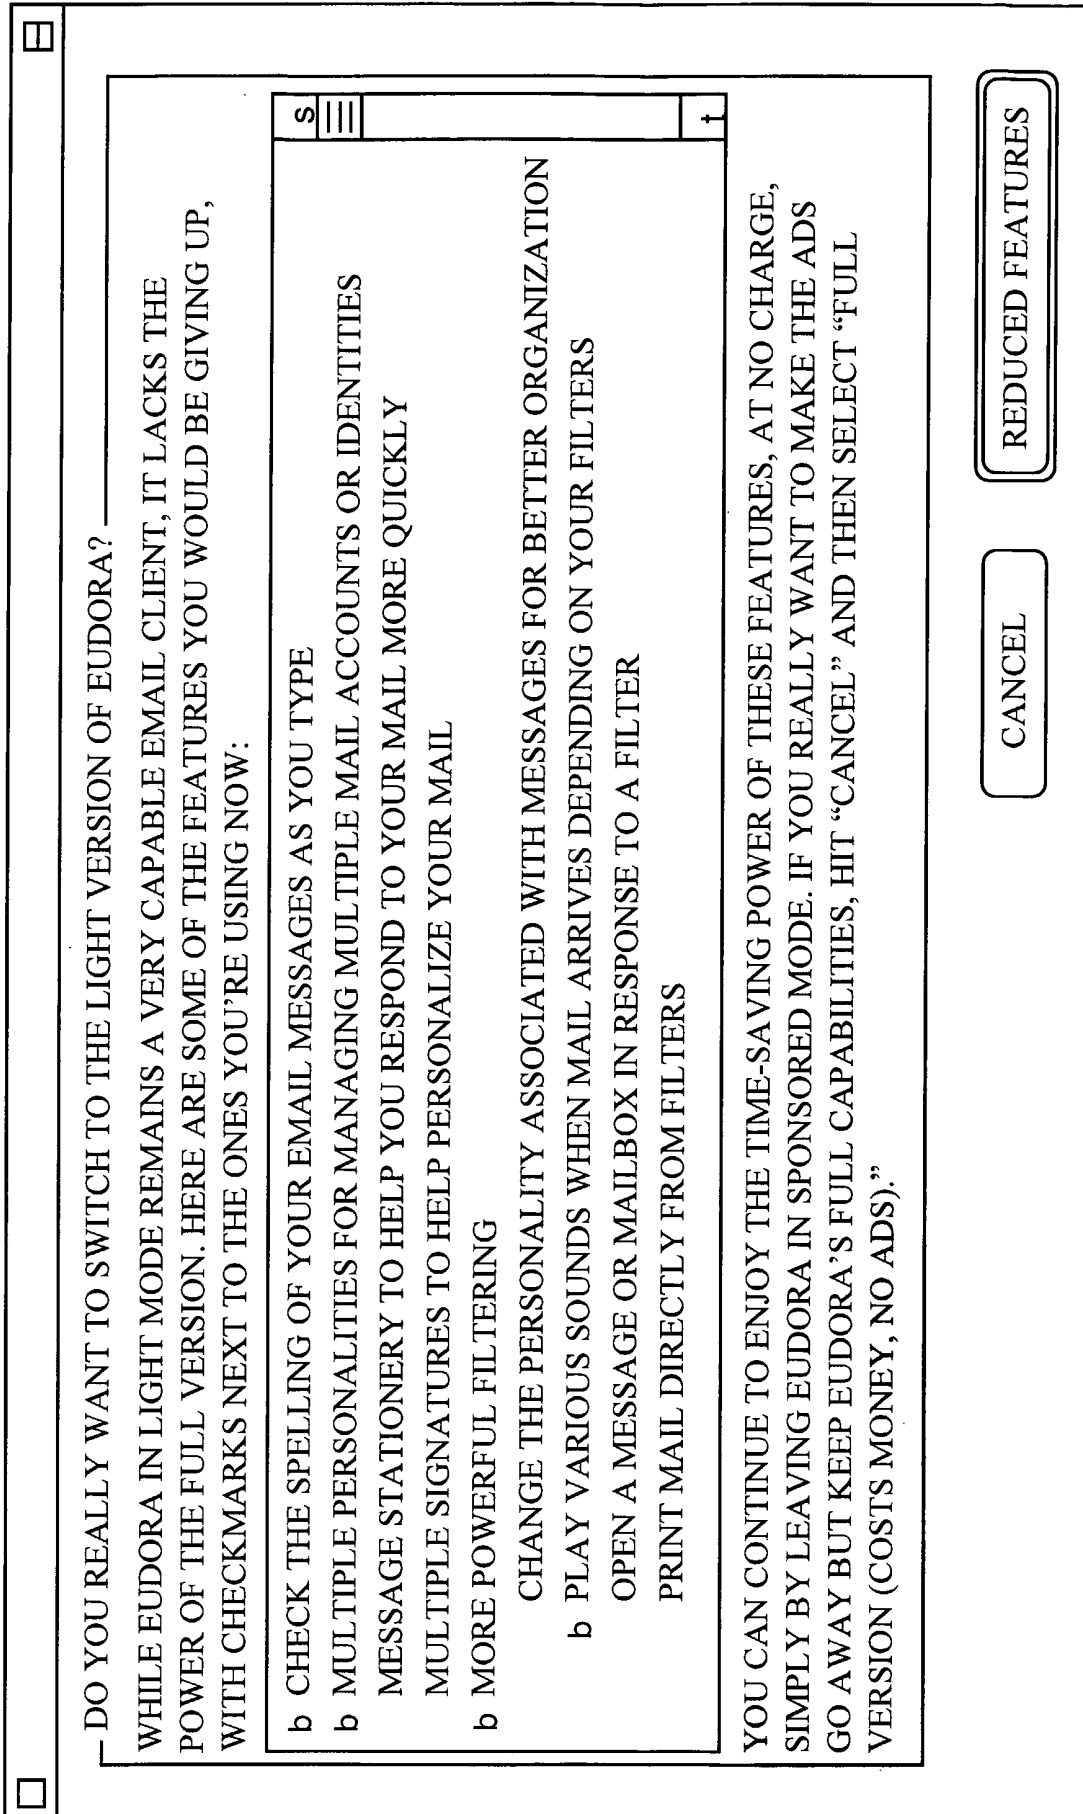 DO YOU REALLY WANT TO SWITCH TO THE LIGHT VERSION OF EUDORA?
WHILE EUDORA IN LIGHT MODE REMAINS A VERY CAPABLE EMAIL CLIENT, IT LACKS THE
POWER OF THE FULL VERSION. HERE ARE SOME OF THE FEATURES YOU WOULD BE GIVING UP,
WITH CHECKMARKS NEXT TO THE ONES YOU'RE USING NOW:
s
b CHECK THE SPELLING OF YOUR EMAIL MESSAGES AS YOU TYPE
b MULTIPLE PERSONALITIES FOR MANAGING MULTIPLE MAIL ACCOUNTS OR IDENTITIES
MESSAGE STATIONERY TO HELP YOU RESPOND TO YOUR MAIL MORE QUICKLY
MULTIPLE SIGNATURES TO HELP PERSONALIZE YOUR MAIL
b MORE POWERFUL FILTERING
CHANGE THE PERSONALITY ASSOCIATED WITH MESSAGES FOR BETTER ORGANIZATION
b PLAY VARIOUS SOUNDS WHEN MAIL ARRIVES DEPENDING ON YOUR FILTERS
OPEN A MESSAGE OR MAILBOX IN RESPONSE TO A FILTER
PRINT MAIL DIRECTLY FROM FILTERS
t
YOU CAN CONTINUE TO ENJOY THE TIME-SAVING POWER OF THESE FEATURES, AT NO CHARGE,
SIMPLY BY LEAVING EUDORA IN SPONSORED MODE. IF YOU REALLY WANT TO MAKE THE ADS
GO AWAY BUT KEEP EUDORA'S FULL CAPABILITIES, HIT “CANCEL” AND THEN SELECT “FULL
VERSION (COSTS MONEY, NO ADS).”
CANCEL
REDUCED FEATURES